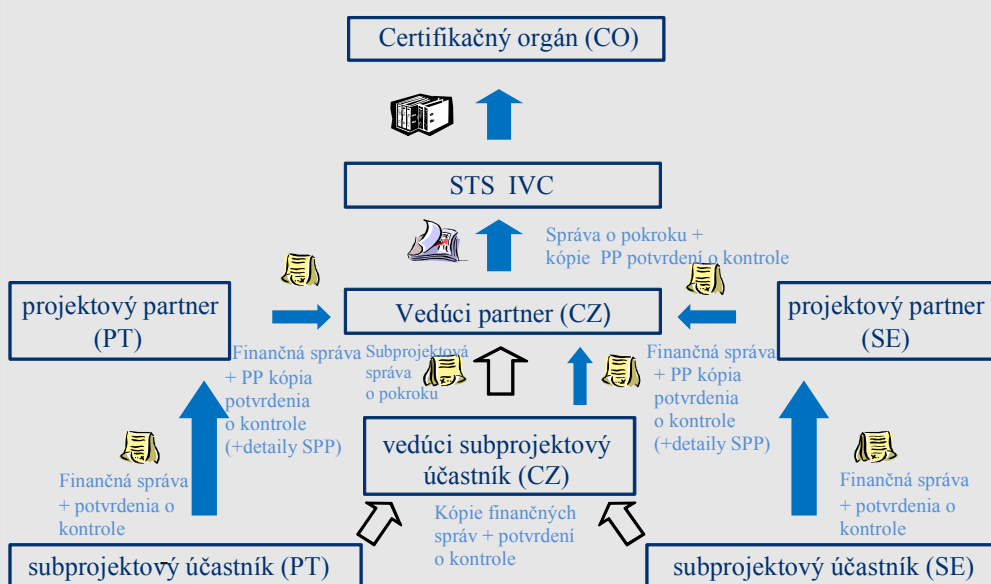 Certifikačný orgán (CO)
STS IVC
Správa o pokroku +
kópie PP potvrdení o kontrole
projektový partner
(PT)
Vedúci partner (CZ)
projektový partner
(SE)
Finančná správa
+ PP kópia
potvrdenia
o kontrole
(+detaily SPP)
Subprojektová
správa
o pokroku
Finančná správa
+ PP kópia
potvrdenia
o kontrole
(+detaily SPP)
vedúci subprojektový
účastník (CZ)
Finančná správa
+ potvrdenia o
kontrole
Kópie finančných
správ + potvrdení
o kontrole
Finančná správa
+ potvrdenia o
kontrole
subprojektový účastník (PT)
subprojektový účastník (SE)